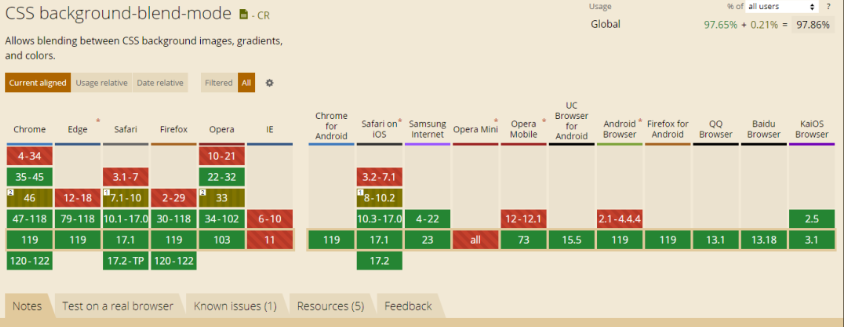 CSS background-blend-mode - CR
Usage % of all users ?
Global 97.65% + 0.21% = 97.86%
Allows blending between CSS background images, gradients,
and colors.
Current aligned Usage relative Date relative Filtered All
Chrome Edge * Safari Firefox Opera IE Chrome for Android Safari on iOS * Samsung Internet Opera Mini * Opera Mobile * UC Browser for Android Android Browser * Firefox for Android QQ Browser Baidu Browser KaiOS Browser
4-34 10-21
35-45 3.1-7 22-32 3.2-7.1
2 46 12-18 1 7.1-10 2-29 2 33 1 8-10.2
47-118 79-118 10.1-17.0 30-118 34-102 6-10 10.3-17.0 4-22 12-12.1 2.1-4.4.4 2.5
119 119 17.1 119 103 11 119 17.1 23 all 73 15.5 119 119 13.1 13.18 3.1
120-122 17.2-TP 120-122 17.2
Notes Test on a real browser Known issues (1) Resources (5) Feedback